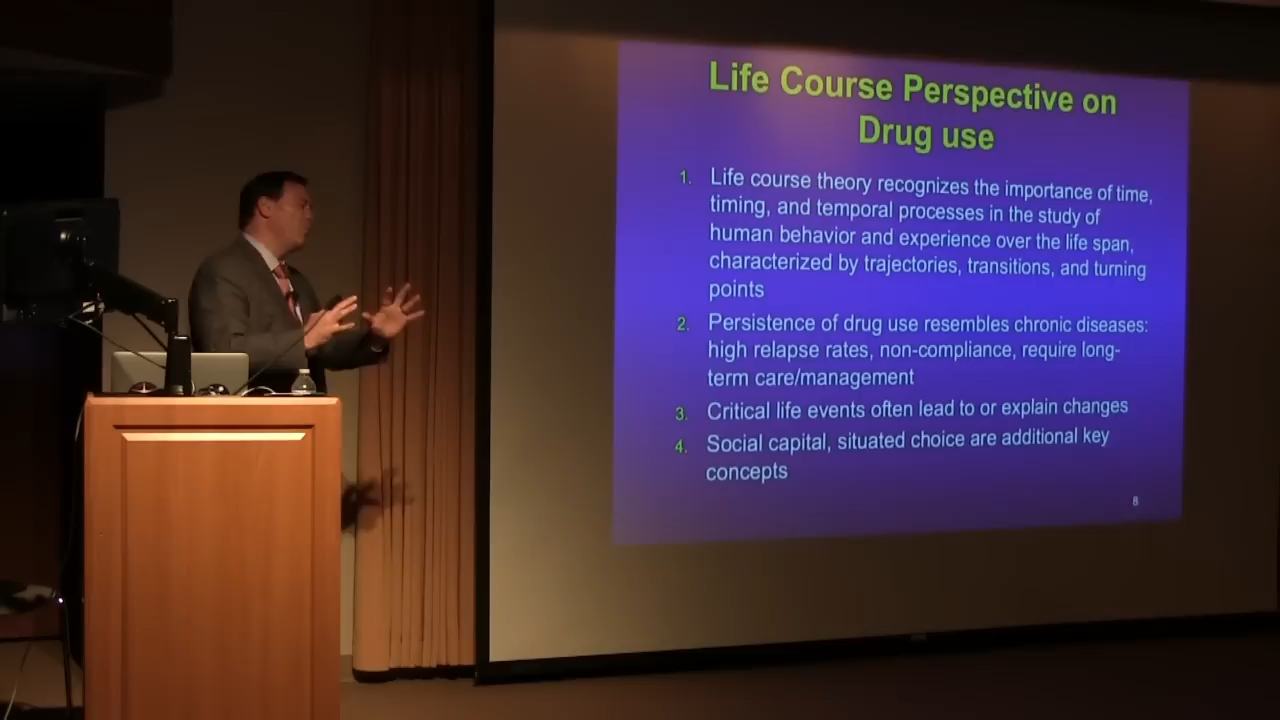 Life Course Perspective on
Drug use
1. Life course theory recognizes the importance of time,
timing, and temporal processes in the study of
human behavior and experience over the life span,
characterized by trajectories, transitions, and turning
points
2. Persistence of drug use resembles chronic diseases:
high relapse rates, non-compliance, require long-
term care/management
3. Critical life events often lead to or explain changes
4. Social capital, situated choice are additional key
concepts
8